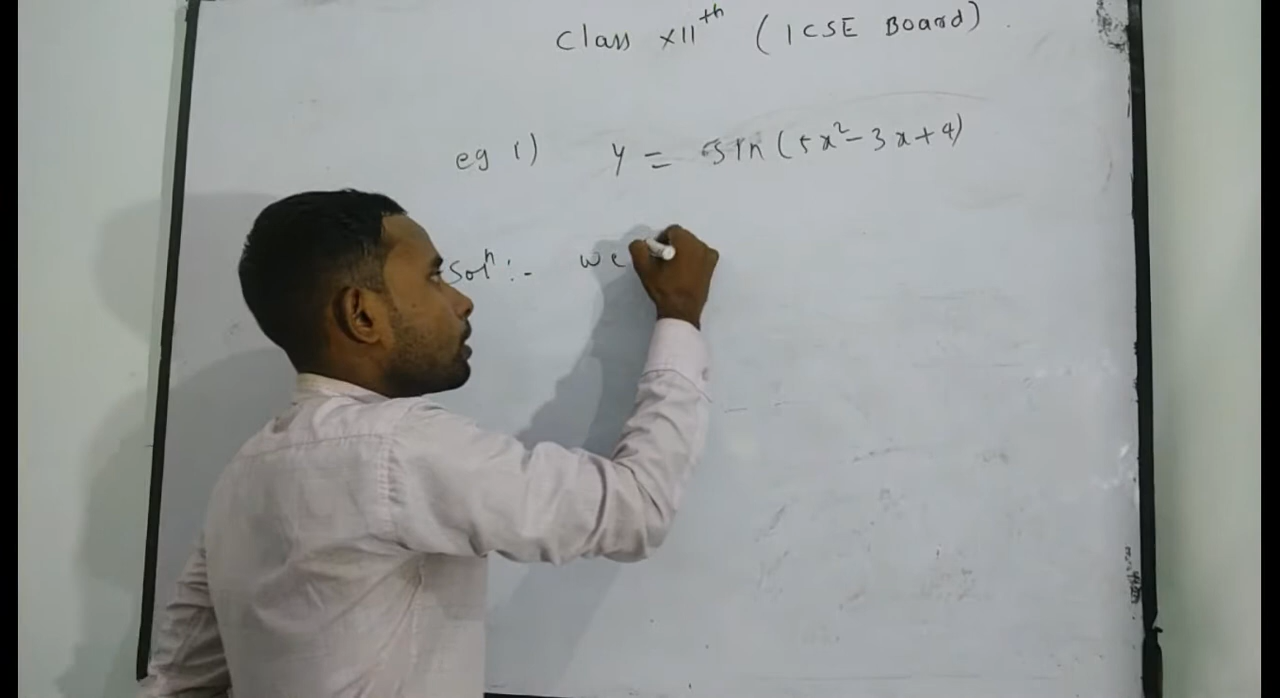 Class XIIth (ICSE Board)
eg 1) y = sin(5x²-3x+4)
Solⁿ:- we